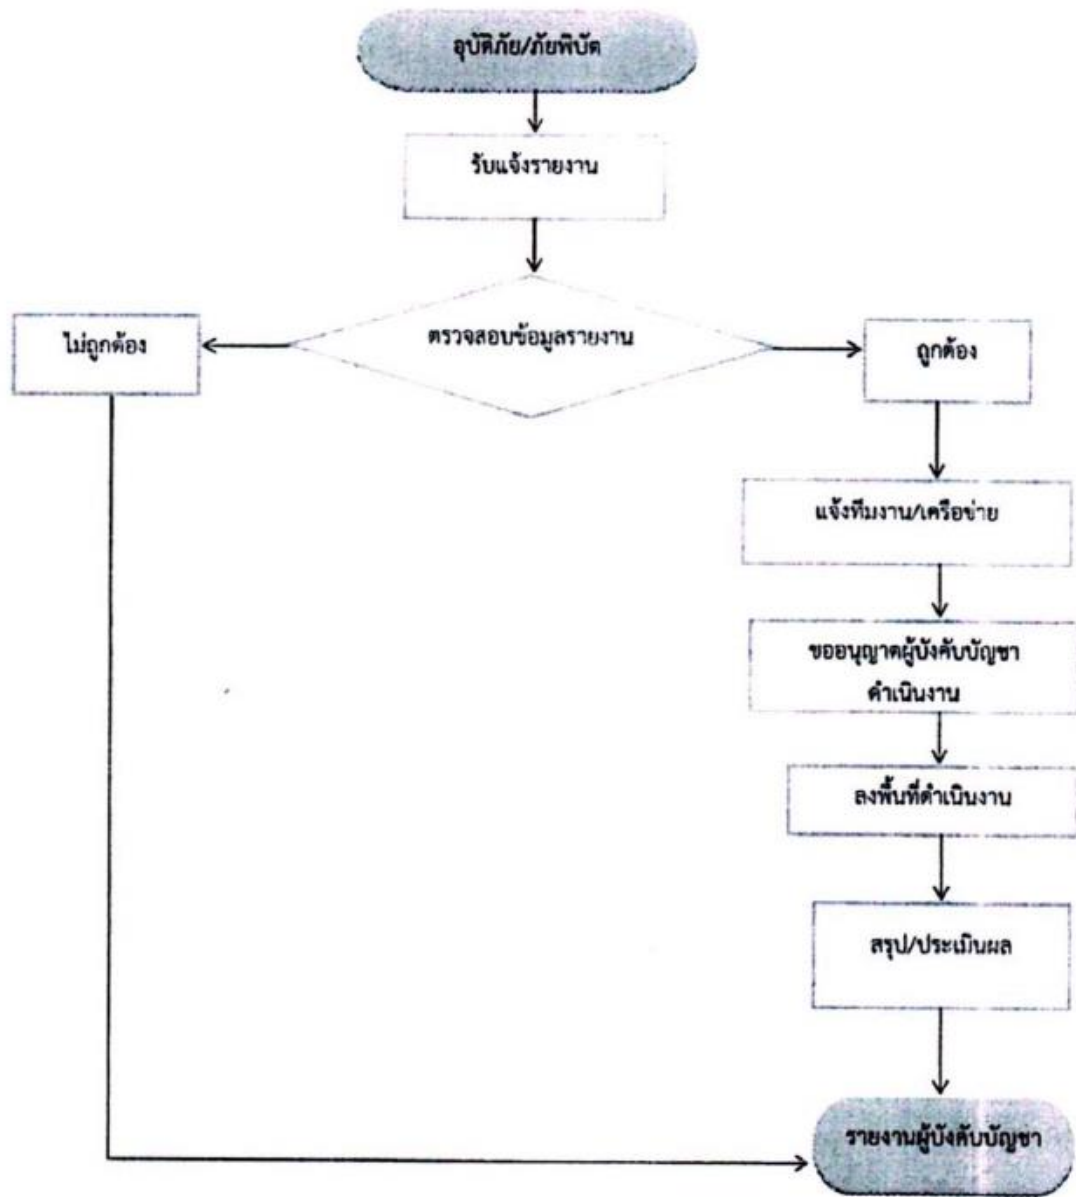 อุบัติภัย/ภัยพิบัต
รับแจ้งรายงาน
ตรวจสอบข้อมูลรายงาน
ไม่ถูกต้อง
ถูกต้อง
แจ้งทีมงาน/เครือข่าย
ขออนุญาตผู้บังคับบัญชา
ดำเนินงาน
ลงพื้นที่ดำเนินงาน
สรุป/ประเมินผล
รายงานผู้บังคับบัญชา